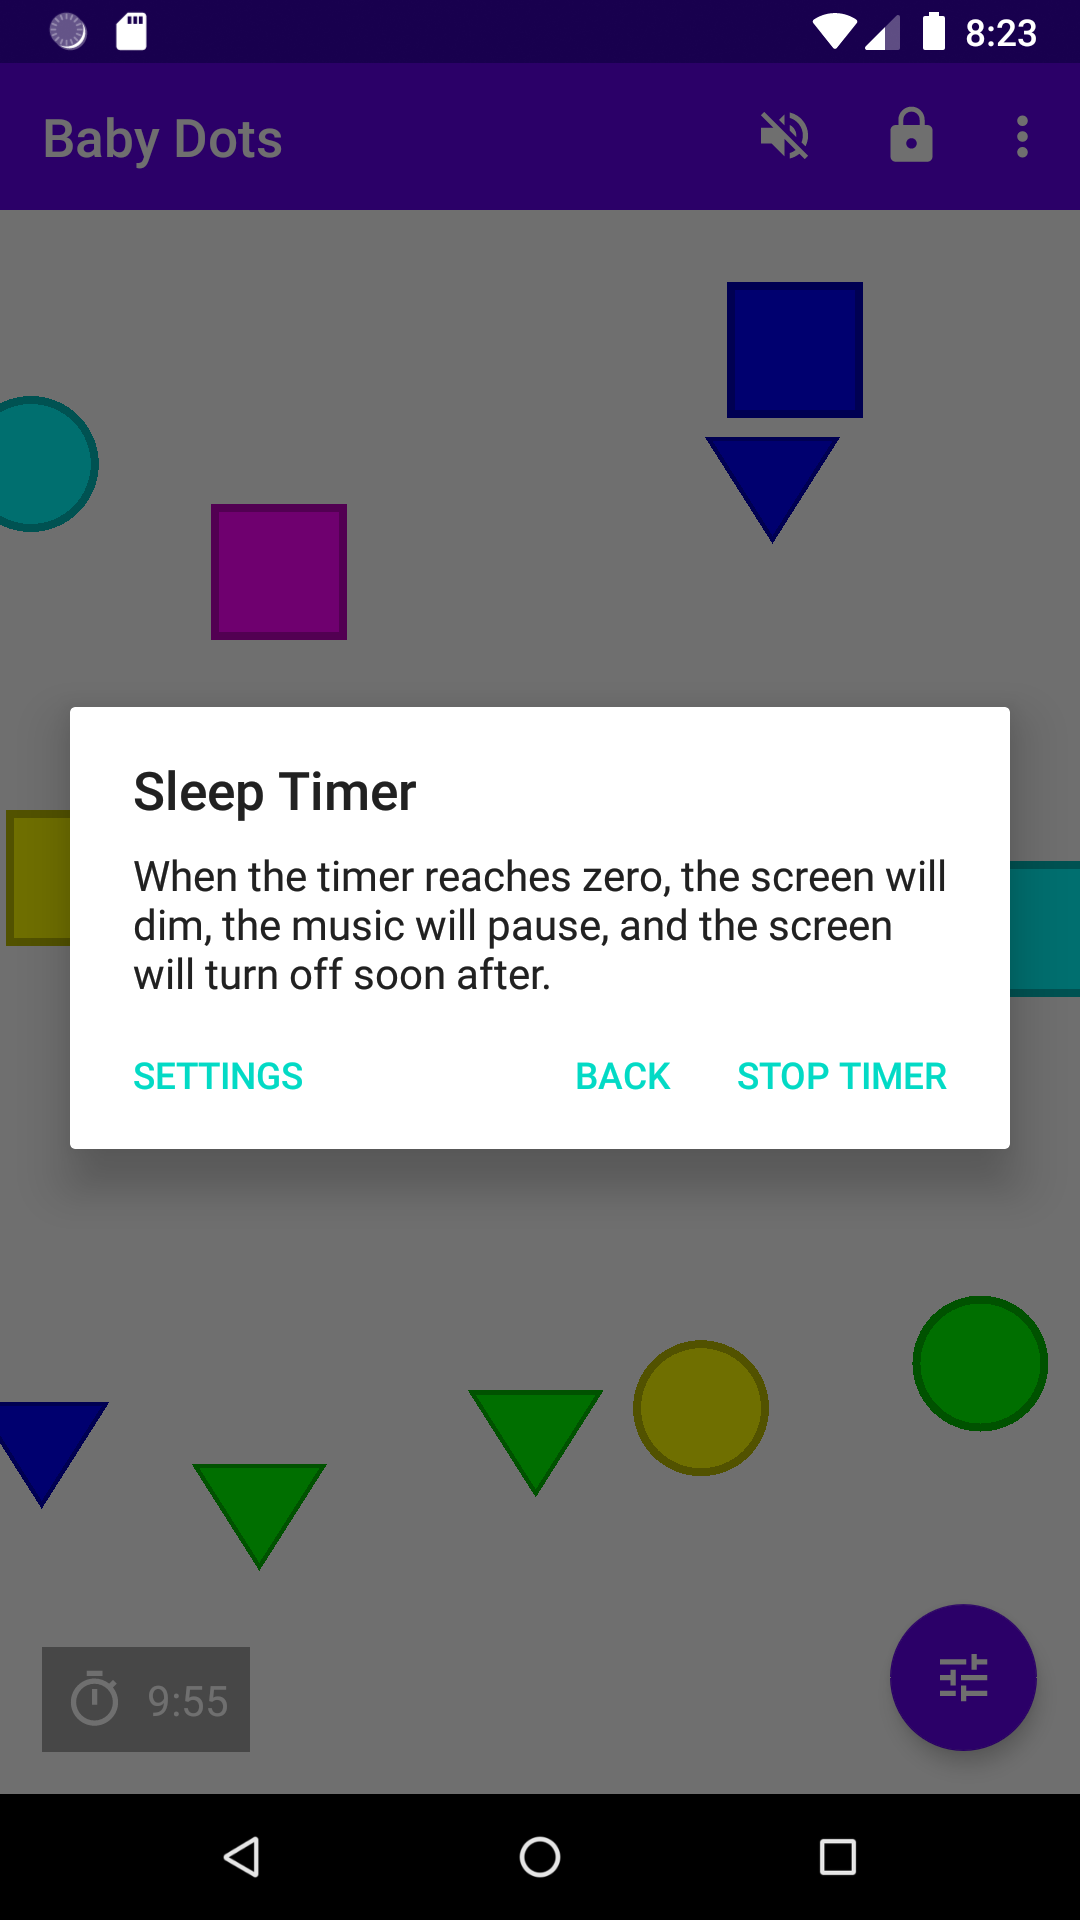 8:23
Baby Dots
Sleep Timer
When the timer reaches zero, the screen will
dim, the music will pause, and the screen
will turn off soon after.
SETTINGS BACK STOP TIMER
9:55